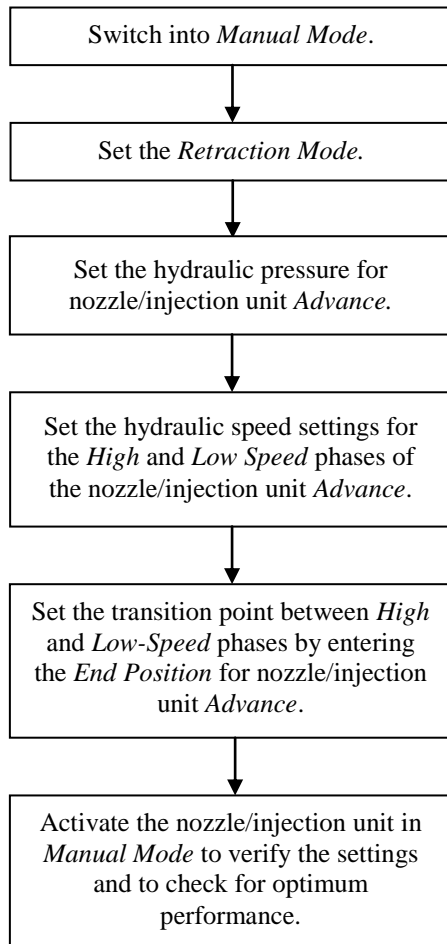 Switch into Manual Mode.
Set the Retraction Mode.
Set the hydraulic pressure for
nozzle/injection unit Advance.
Set the hydraulic speed settings for
the High and Low Speed phases of
the nozzle/injection unit Advance.
Set the transition point between High
and Low-Speed phases by entering
the End Position for nozzle/injection
unit Advance.
Activate the nozzle/injection unit in
Manual Mode to verify the settings
and to check for optimum
performance.